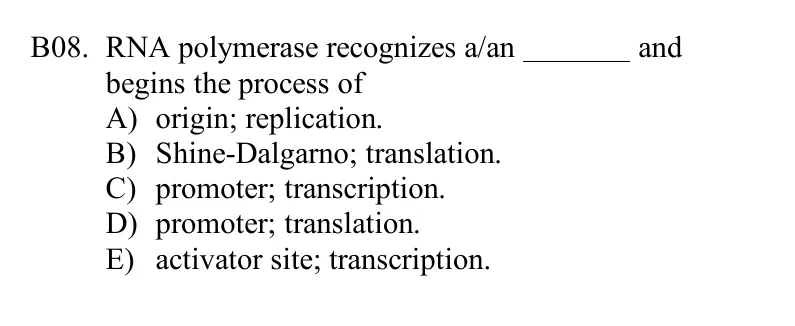 B08. RNA polymerase recognizes a/an ________ and
begins the process of
A) origin; replication.
B) Shine-Dalgarno; translation.
C) promoter; transcription.
D) promoter; translation.
E) activator site; transcription.